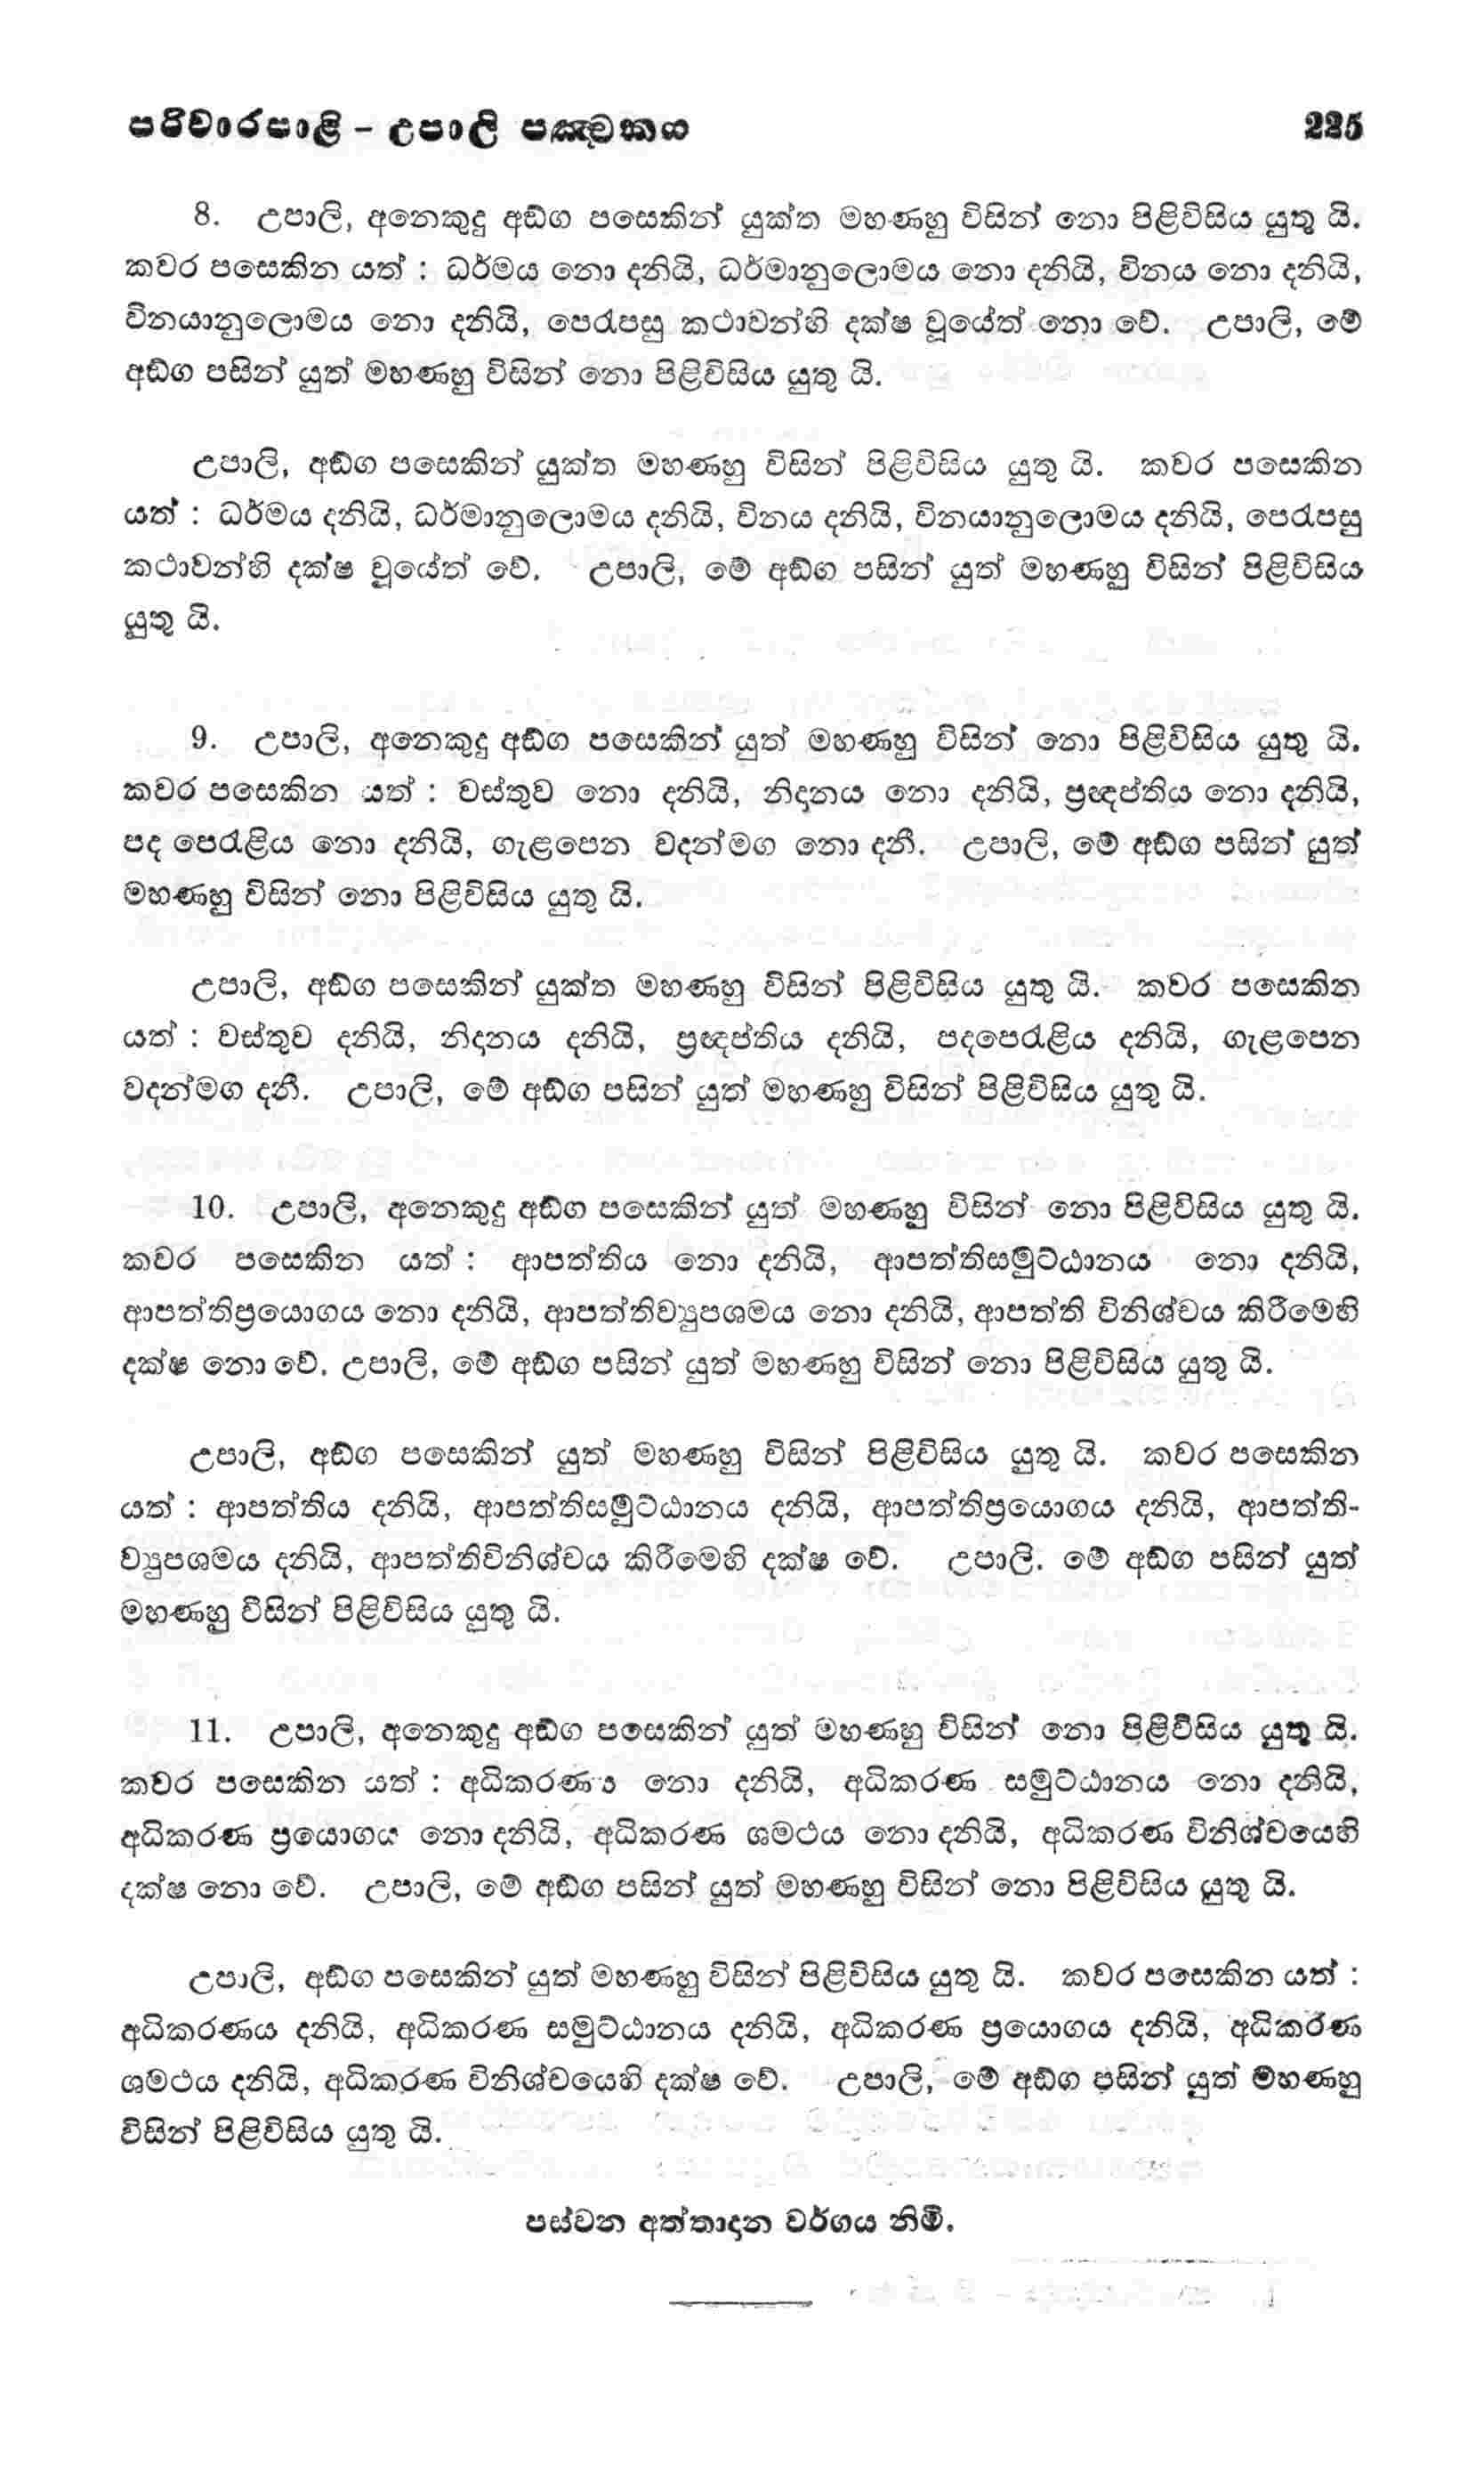 පරිවාරපාළි – උපාලි පඤ්චකය 225
8. උපාලි, අනෙකුදු අඞ්ග පසෙකින් යුක්ත මහණහු විසින් නො පිළිවිසිය යුතු යි.
කවර පසෙකින යත් : ධර්මය නො දනියි, ධර්මානුලොමය නො දනියි, විනය නො දනියි,
විනයානුලොමය නො දනියි, පෙරැපසු කථාවන්හි දක්ෂ වූයේත් නො වේ. උපාලි, මේ
අඞ්ග පසින් යුත් මහණහු විසින් නො පිළිවිසිය යුතු යි.
උපාලි, අඞ්ග පසෙකින් යුක්ත මහණහු විසින් පිළිවිසිය යුතු යි. කවර පසෙකින
යත් : ධර්මය දනියි, ධර්මානුලොමය දනියි, විනය දනියි, විනයානුලොමය දනියි, පෙරැපසු
කථාවන්හි දක්ෂ වූයේත් වේ. උපාලි, මේ අඞ්ග පසින් යුත් මහණහු විසින් පිළිවිසිය
යුතු යි.
9. උපාලි, අනෙකුදු අඞ්ග පසෙකින් යුත් මහණහු විසින් නො පිළිවිසිය යුතු යි.
කවර පසෙකින යත් : වස්තුව නො දනියි, නිදානය නො දනියි, ප්‍රඥප්තිය නො දනියි,
පද පෙරැළිය නො දනියි, ගැළපෙන වදන්මග නො දනී. උපාලි, මේ අඞ්ග පසින් යුත්
මහණහු විසින් නො පිළිවිසිය යුතු යි.
උපාලි, අඞ්ග පසෙකින් යුක්ත මහණහු විසින් පිළිවිසිය යුතු යි. කවර පසෙකින
යත් : වස්තුව දනියි, නිදානය දනියි, ප්‍රඥප්තිය දනියි, පදපෙරැළිය දනියි, ගැළපෙන
වදන්මග දනී. උපාලි, මේ අඞ්ග පසින් යුත් මහණහු විසින් පිළිවිසිය යුතු යි.
10. උපාලි, අනෙකුදු අඞ්ග පසෙකින් යුත් මහණහු විසින් නො පිළිවිසිය යුතු යි.
කවර පසෙකින යත් : ආපත්තිය නො දනියි, ආපත්තිසමුට්ඨානය නො දනියි,
ආපත්තිප්‍රයොගය නො දනියි, ආපත්තිව්‍යුපශමය නො දනියි, ආපත්ති විනිශ්චය කිරීමෙහි
දක්ෂ නො වේ. උපාලි, මේ අඞ්ග පසින් යුත් මහණහු විසින් නො පිළිවිසිය යුතු යි.
උපාලි, අඞ්ග පසෙකින් යුත් මහණහු විසින් පිළිවිසිය යුතු යි. කවර පසෙකින
යත් : ආපත්තිය දනියි, ආපත්තිසමුට්ඨානය දනියි, ආපත්තිප්‍රයොගය දනියි, ආපත්ති-
ව්‍යුපශමය දනියි, ආපත්තිවිනිශ්චය කිරීමෙහි දක්ෂ වේ. උපාලි. මේ අඞ්ග පසින් යුත්
මහණහු විසින් පිළිවිසිය යුතු යි.
11. උපාලි, අනෙකුදු අඞ්ග පසෙකින් යුත් මහණහු විසින් නො පිළිවිසිය යුතු යි.
කවර පසෙකින යත් : අධිකරණය නො දනියි, අධිකරණ සමුට්ඨානය නො දනියි,
අධිකරණ ප්‍රයොගය නො දනියි, අධිකරණ ශමථය නො දනියි, අධිකරණ විනිශ්චයෙහි
දක්ෂ නො වේ. උපාලි, මේ අඞ්ග පසින් යුත් මහණහු විසින් නො පිළිවිසිය යුතු යි.
උපාලි, අඞ්ග පසෙකින් යුත් මහණහු විසින් පිළිවිසිය යුතු යි. කවර පසෙකින යත් :
අධිකරණය දනියි, අධිකරණ සමුට්ඨානය දනියි, අධිකරණ ප්‍රයොගය දනියි, අධිකරණ
ශමථය දනියි, අධිකරණ විනිශ්චයෙහි දක්ෂ වේ. උපාලි, මේ අඞ්ග පසින් යුත් මහණහු
විසින් පිළිවිසිය යුතු යි.
පස්වන අත්තාදාන වර්ගය නිමි.